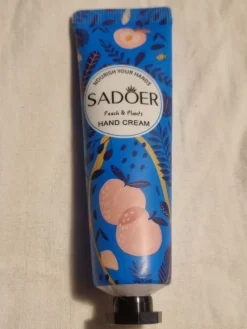 NOURISH YOUR HANDS
SADOER
Peach & Plants
HAND CREAM